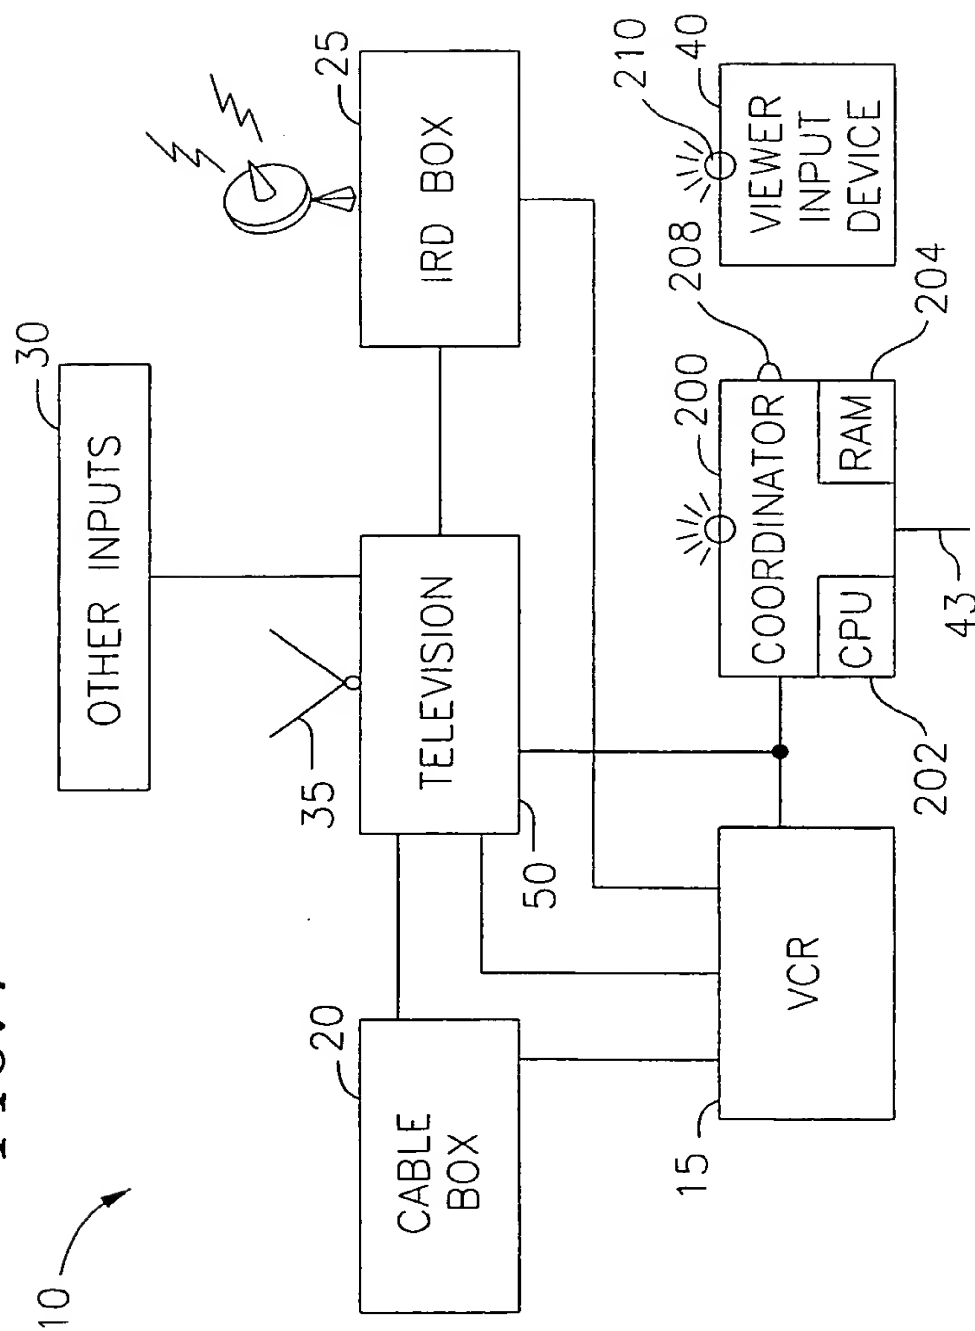 10
30
OTHER INPUTS
35
20
25
CABLE
BOX
TELEVISION
IRD BOX
50
15
200
208
210
40
VCR
COORDINATOR
CPU
RAM
VIEWER
INPUT
DEVICE
202
43
204